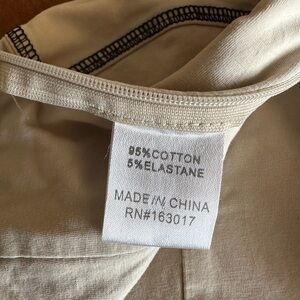 95%COTTON
5%ELASTANE
MADE IN CHINA
RN#163017